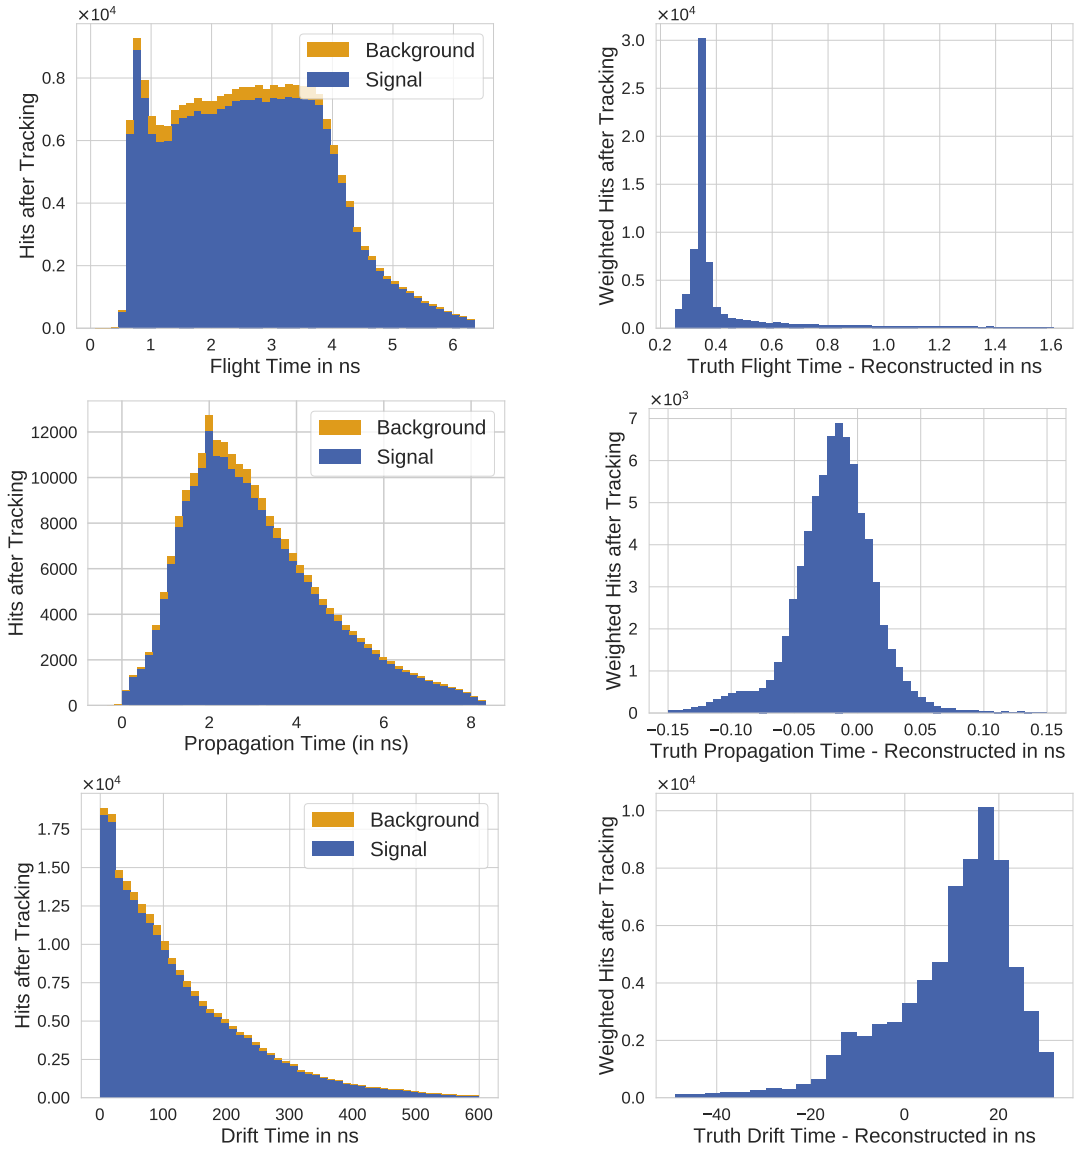 ×10⁴
Hits after Tracking
0.8
0.6
0.4
0.2
0.0
Background
Signal
0 1 2 3 4 5 6
Flight Time in ns
×10⁴
Weighted Hits after Tracking
3.0
2.5
2.0
1.5
1.0
0.5
0.0
0.2 0.4 0.6 0.8 1.0 1.2 1.4 1.6
Truth Flight Time - Reconstructed in ns
Hits after Tracking
12000
10000
8000
6000
4000
2000
0
Background
Signal
0 2 4 6 8
Propagation Time (in ns)
×10³
Weighted Hits after Tracking
7
6
5
4
3
2
1
0
−0.15 −0.10 −0.05 0.00 0.05 0.10 0.15
Truth Propagation Time - Reconstructed in ns
×10⁴
Hits after Tracking
1.75
1.50
1.25
1.00
0.75
0.50
0.25
0.00
Background
Signal
0 100 200 300 400 500 600
Drift Time in ns
×10⁴
Weighted Hits after Tracking
1.0
0.8
0.6
0.4
0.2
0.0
−40 −20 0 20
Truth Drift Time - Reconstructed in ns